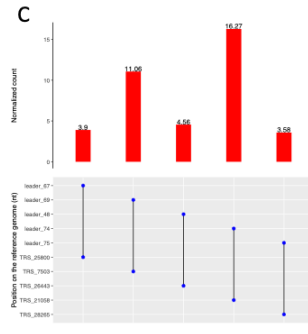 C
Normalized count
15
10
5
0
3.9
11.06
4.56
16.27
3.58
Position on the reference genome (nt)
leader_67
leader_69
leader_46
leader_74
leader_75
TRS_25800
TRS_7503
TRS_26443
TRS_21558
TRS_28265